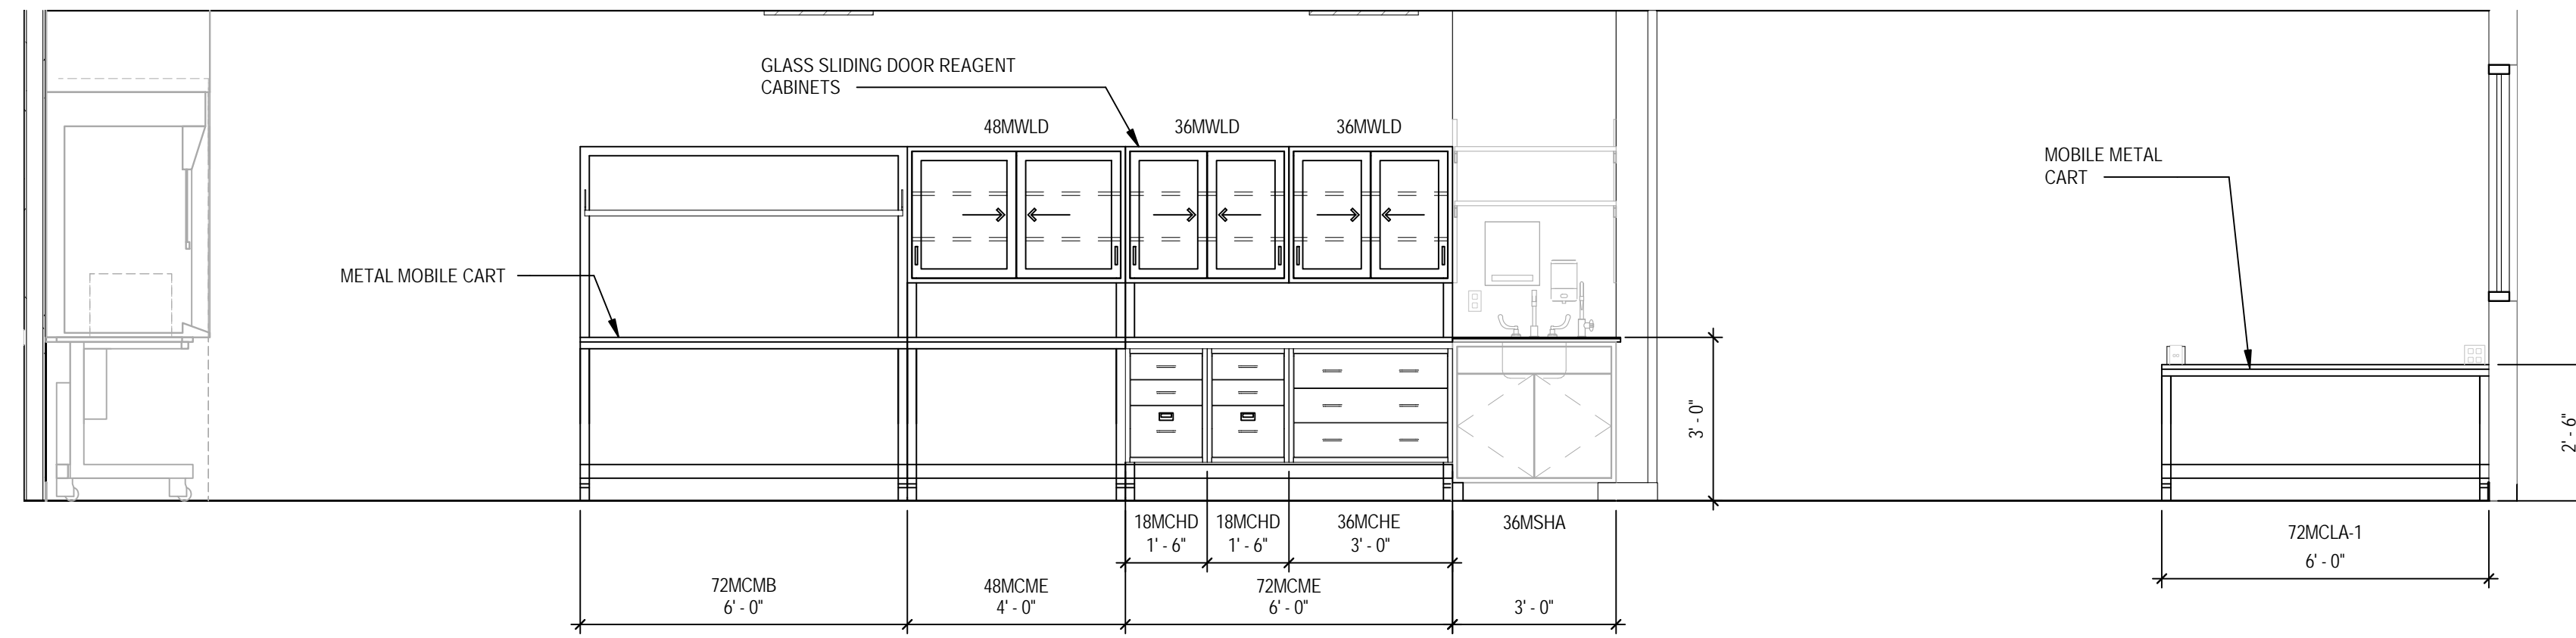 GLASS SLIDING DOOR REAGENT
CABINETS
48MWLD
36MWLD
36MWLD
MOBILE METAL
CART
METAL MOBILE CART
3' - 0"
2' - 6"
18MCHD
1' - 6"
18MCHD
1' - 6"
36MCHE
3' - 0"
36MSHA
72MCLA-1
6' - 0"
72MCMB
6' - 0"
48MCME
4' - 0"
72MCME
6' - 0"
3' - 0"